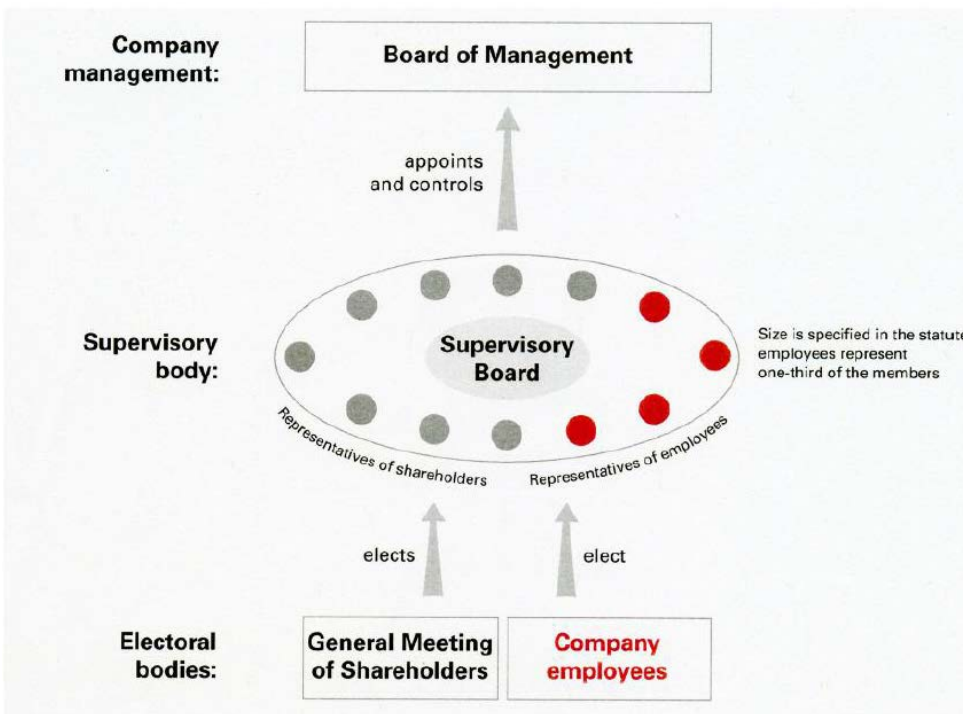 Company
management:
Board of Management
appoints
and controls
Supervisory
body:
Supervisory
Board
Size is specified in the statute
employees represent
one-third of the members
Representatives of shareholders
Representatives of employees
elects
elect
Electoral
bodies:
General Meeting
of Shareholders
Company
employees